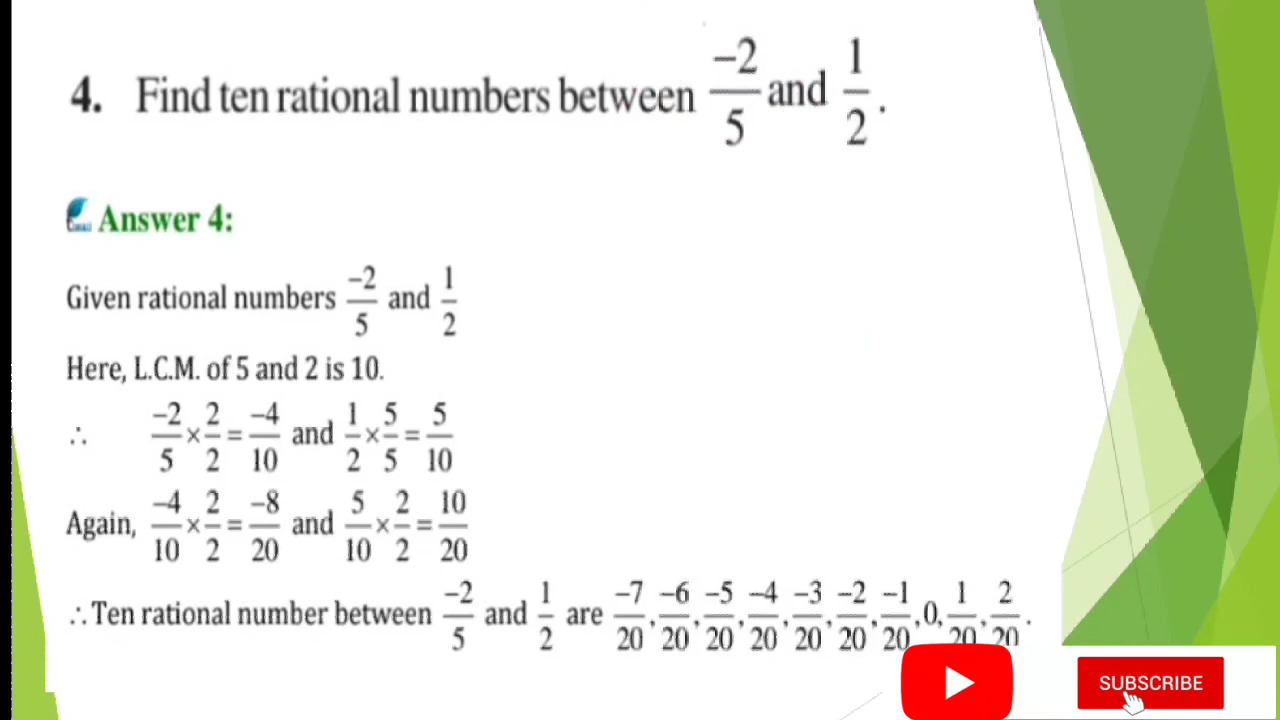 4. Find ten rational numbers between -2/5 and 1/2.
Answer 4:
Given rational numbers -2/5 and 1/2
Here, L.C.M. of 5 and 2 is 10.
∴ -2/5 × 2/2 = -4/10 and 1/2 × 5/5 = 5/10
Again, -4/10 × 2/2 = -8/20 and 5/10 × 2/2 = 10/20
∴ Ten rational number between -2/5 and 1/2 are -7/20, -6/20, -5/20, -4/20, -3/20, -2/20, -1/20, 0, 1/20, 2/20.
SUBSCRIBE